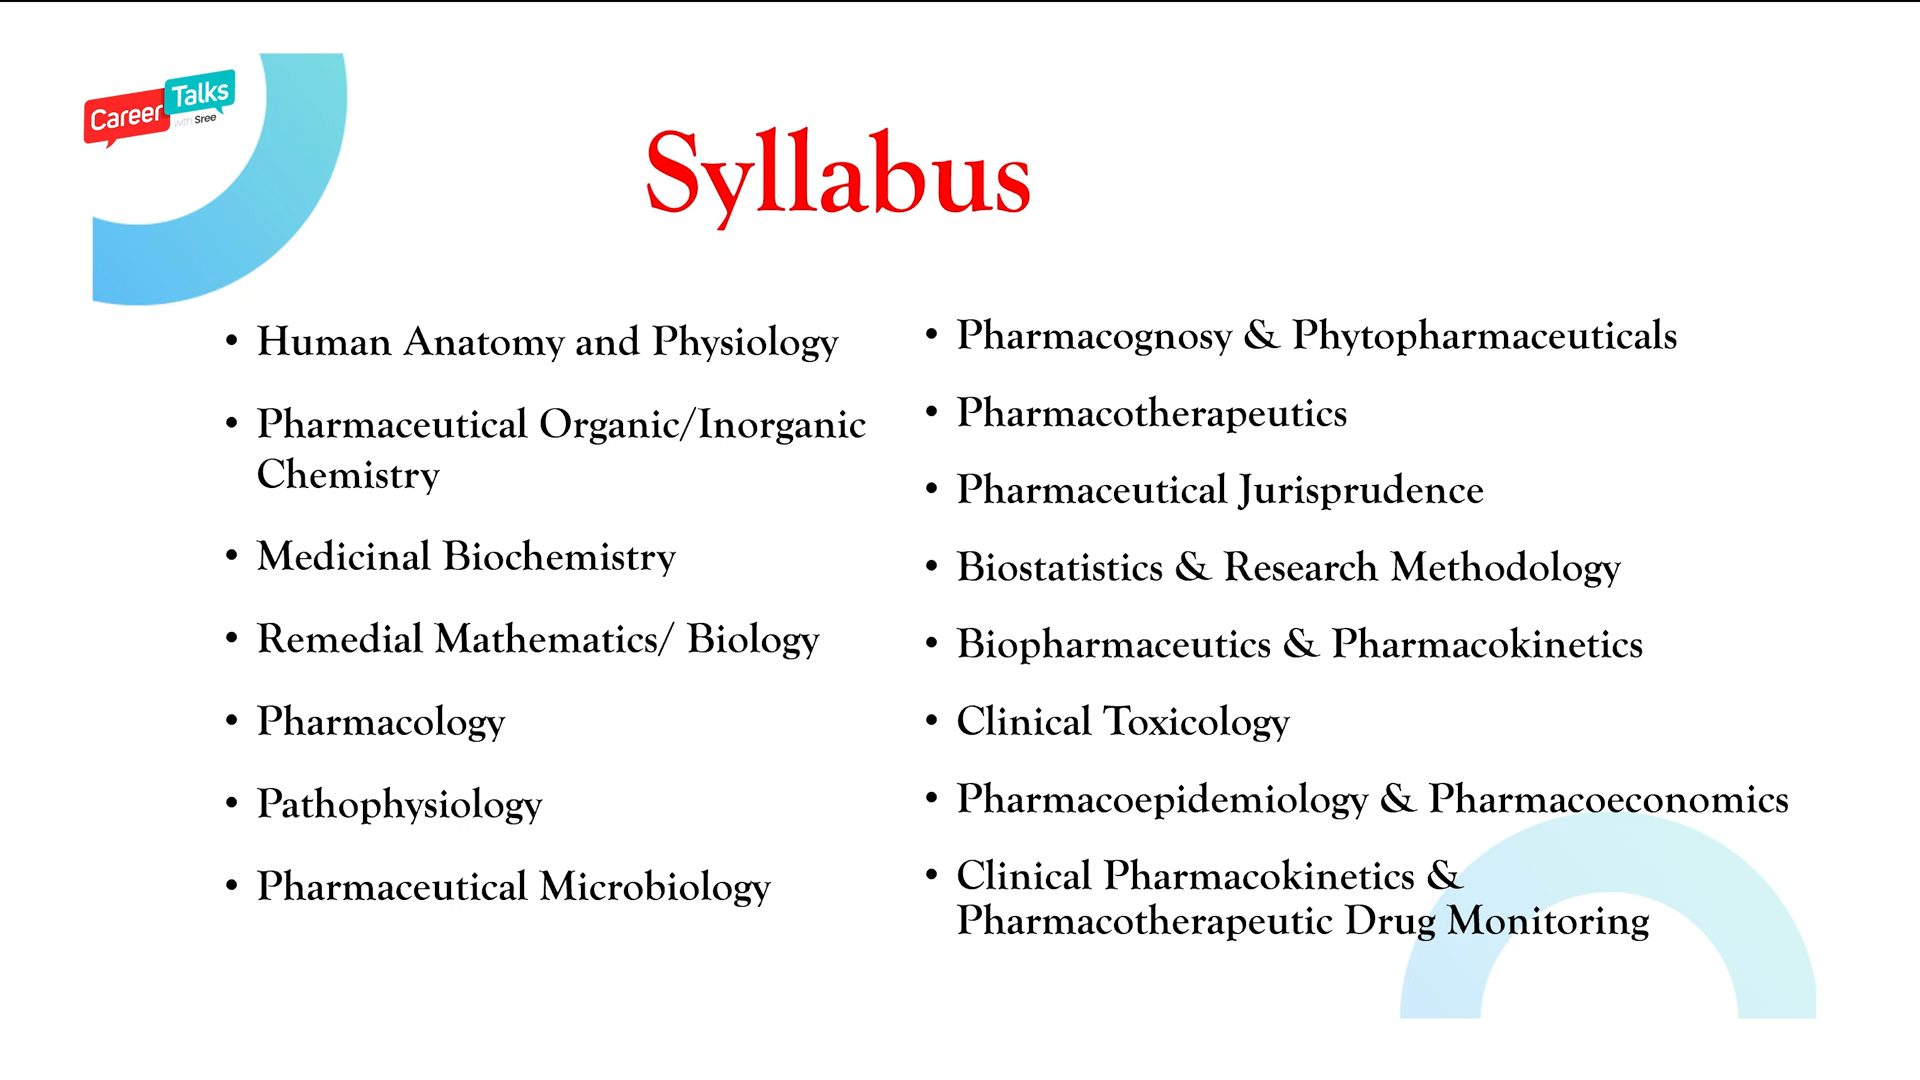 Career Talks
with Sree
Syllabus
• Human Anatomy and Physiology
• Pharmaceutical Organic/Inorganic
Chemistry
• Medicinal Biochemistry
• Remedial Mathematics/ Biology
• Pharmacology
• Pathophysiology
• Pharmaceutical Microbiology
• Pharmacognosy & Phytopharmaceuticals
• Pharmacotherapeutics
• Pharmaceutical Jurisprudence
• Biostatistics & Research Methodology
• Biopharmaceutics & Pharmacokinetics
• Clinical Toxicology
• Pharmacoepidemiology & Pharmacoeconomics
• Clinical Pharmacokinetics &
Pharmacotherapeutic Drug Monitoring